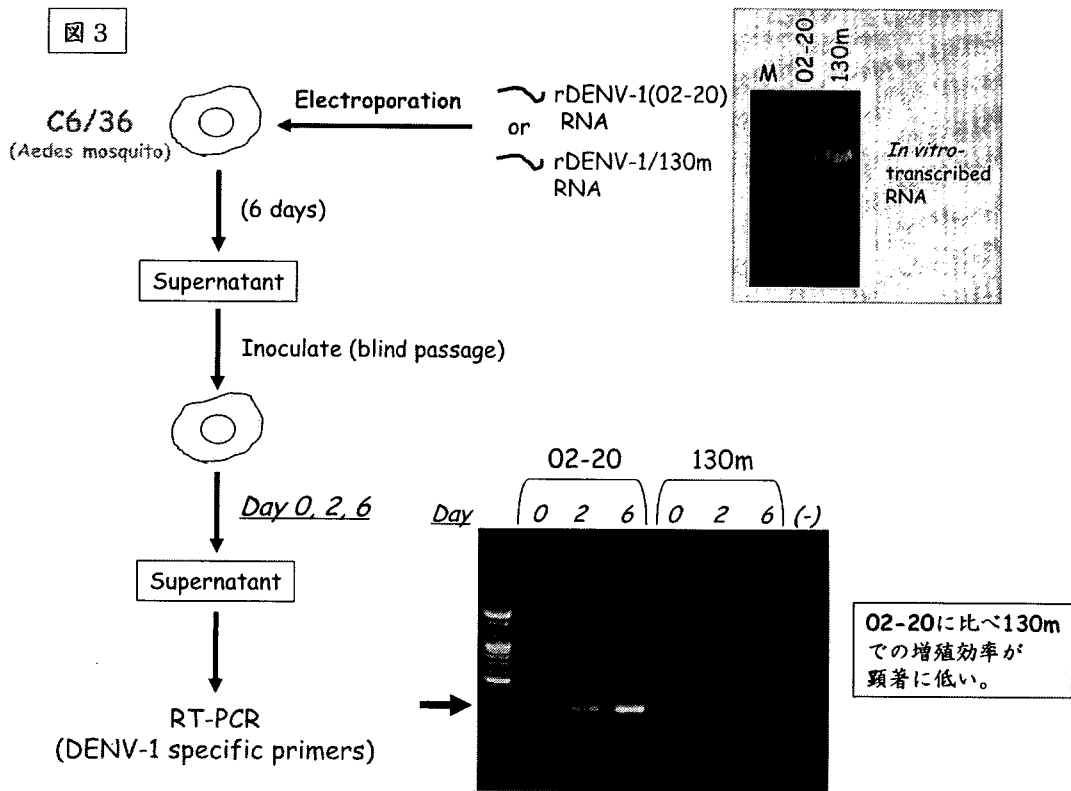 図3
C6/36
(Aedes mosquito)
Electroporation
rDENV-1(02-20)
RNA
or
rDENV-1/130m
RNA
M
02-20
130m
In vitro-
transcribed
RNA
(6 days)
Supernatant
Inoculate (blind passage)
Day 0, 2, 6
Supernatant
RT-PCR
(DENV-1 specific primers)
02-20 130m
Day 0 2 6 0 2 6 (-)
02-20に比べ130m
での増殖効率が
顕著に低い。